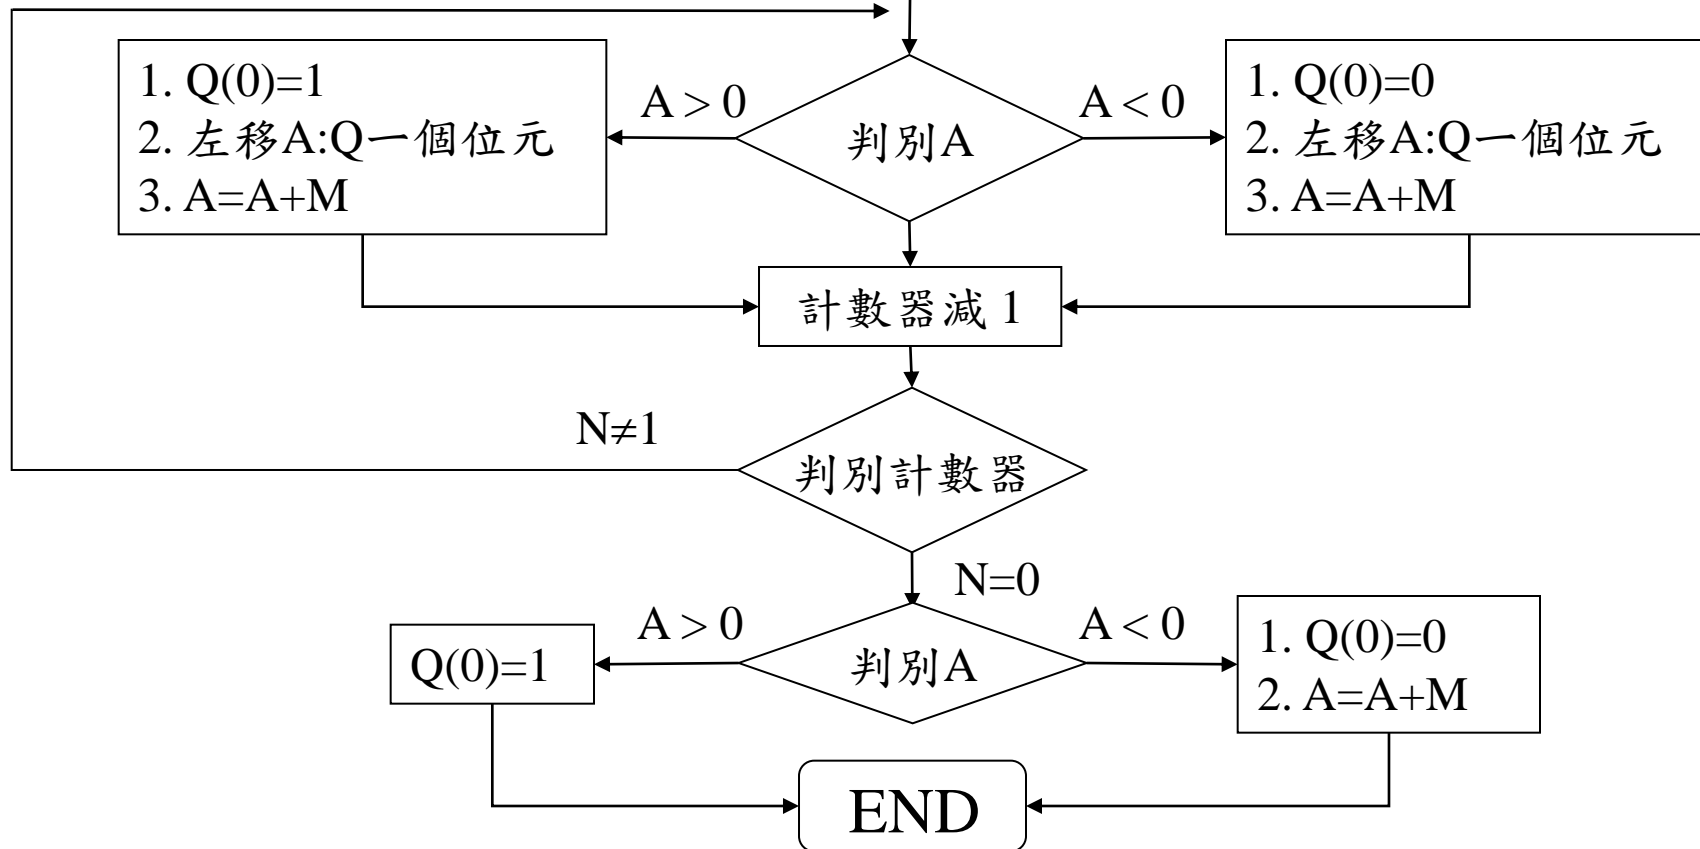 1. Q(0)=1
2. 左移A:Q一個位元
3. A=A+M
A > 0
判別A
A < 0
1. Q(0)=0
2. 左移A:Q一個位元
3. A=A+M
計數器減 1
N≠1
判別計數器
N=0
Q(0)=1
A > 0
判別A
A < 0
1. Q(0)=0
2. A=A+M
END